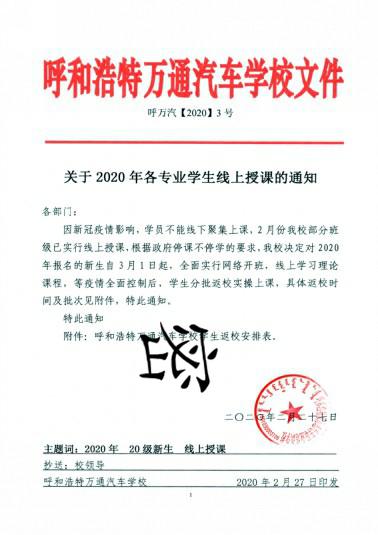 呼和浩特万通汽车学校文件
呼万汽【2020】3 号
关于 2020 年各专业学生线上授课的通知
各部门：
因新冠疫情影响，学员不能线下聚集上课，2 月份我校部分班
级已实行线上授课，根据政府停课不停学的要求，我校决定对 2020
年报名的新生自 3 月 1 日起，全面实行网络开班，线上学习理论
课程，等疫情全面控制后，学生分批返校实操上课，具体返校时
间及批次见附件，特此通知。
特此通知
附件：呼和浩特万通汽车学校学生返校安排表。
二〇二〇年二月二十七日
主题词：2020 年 20 级新生 线上授课
抄送：校领导
呼和浩特万通汽车学校 2020 年 2 月 27 日印发
1